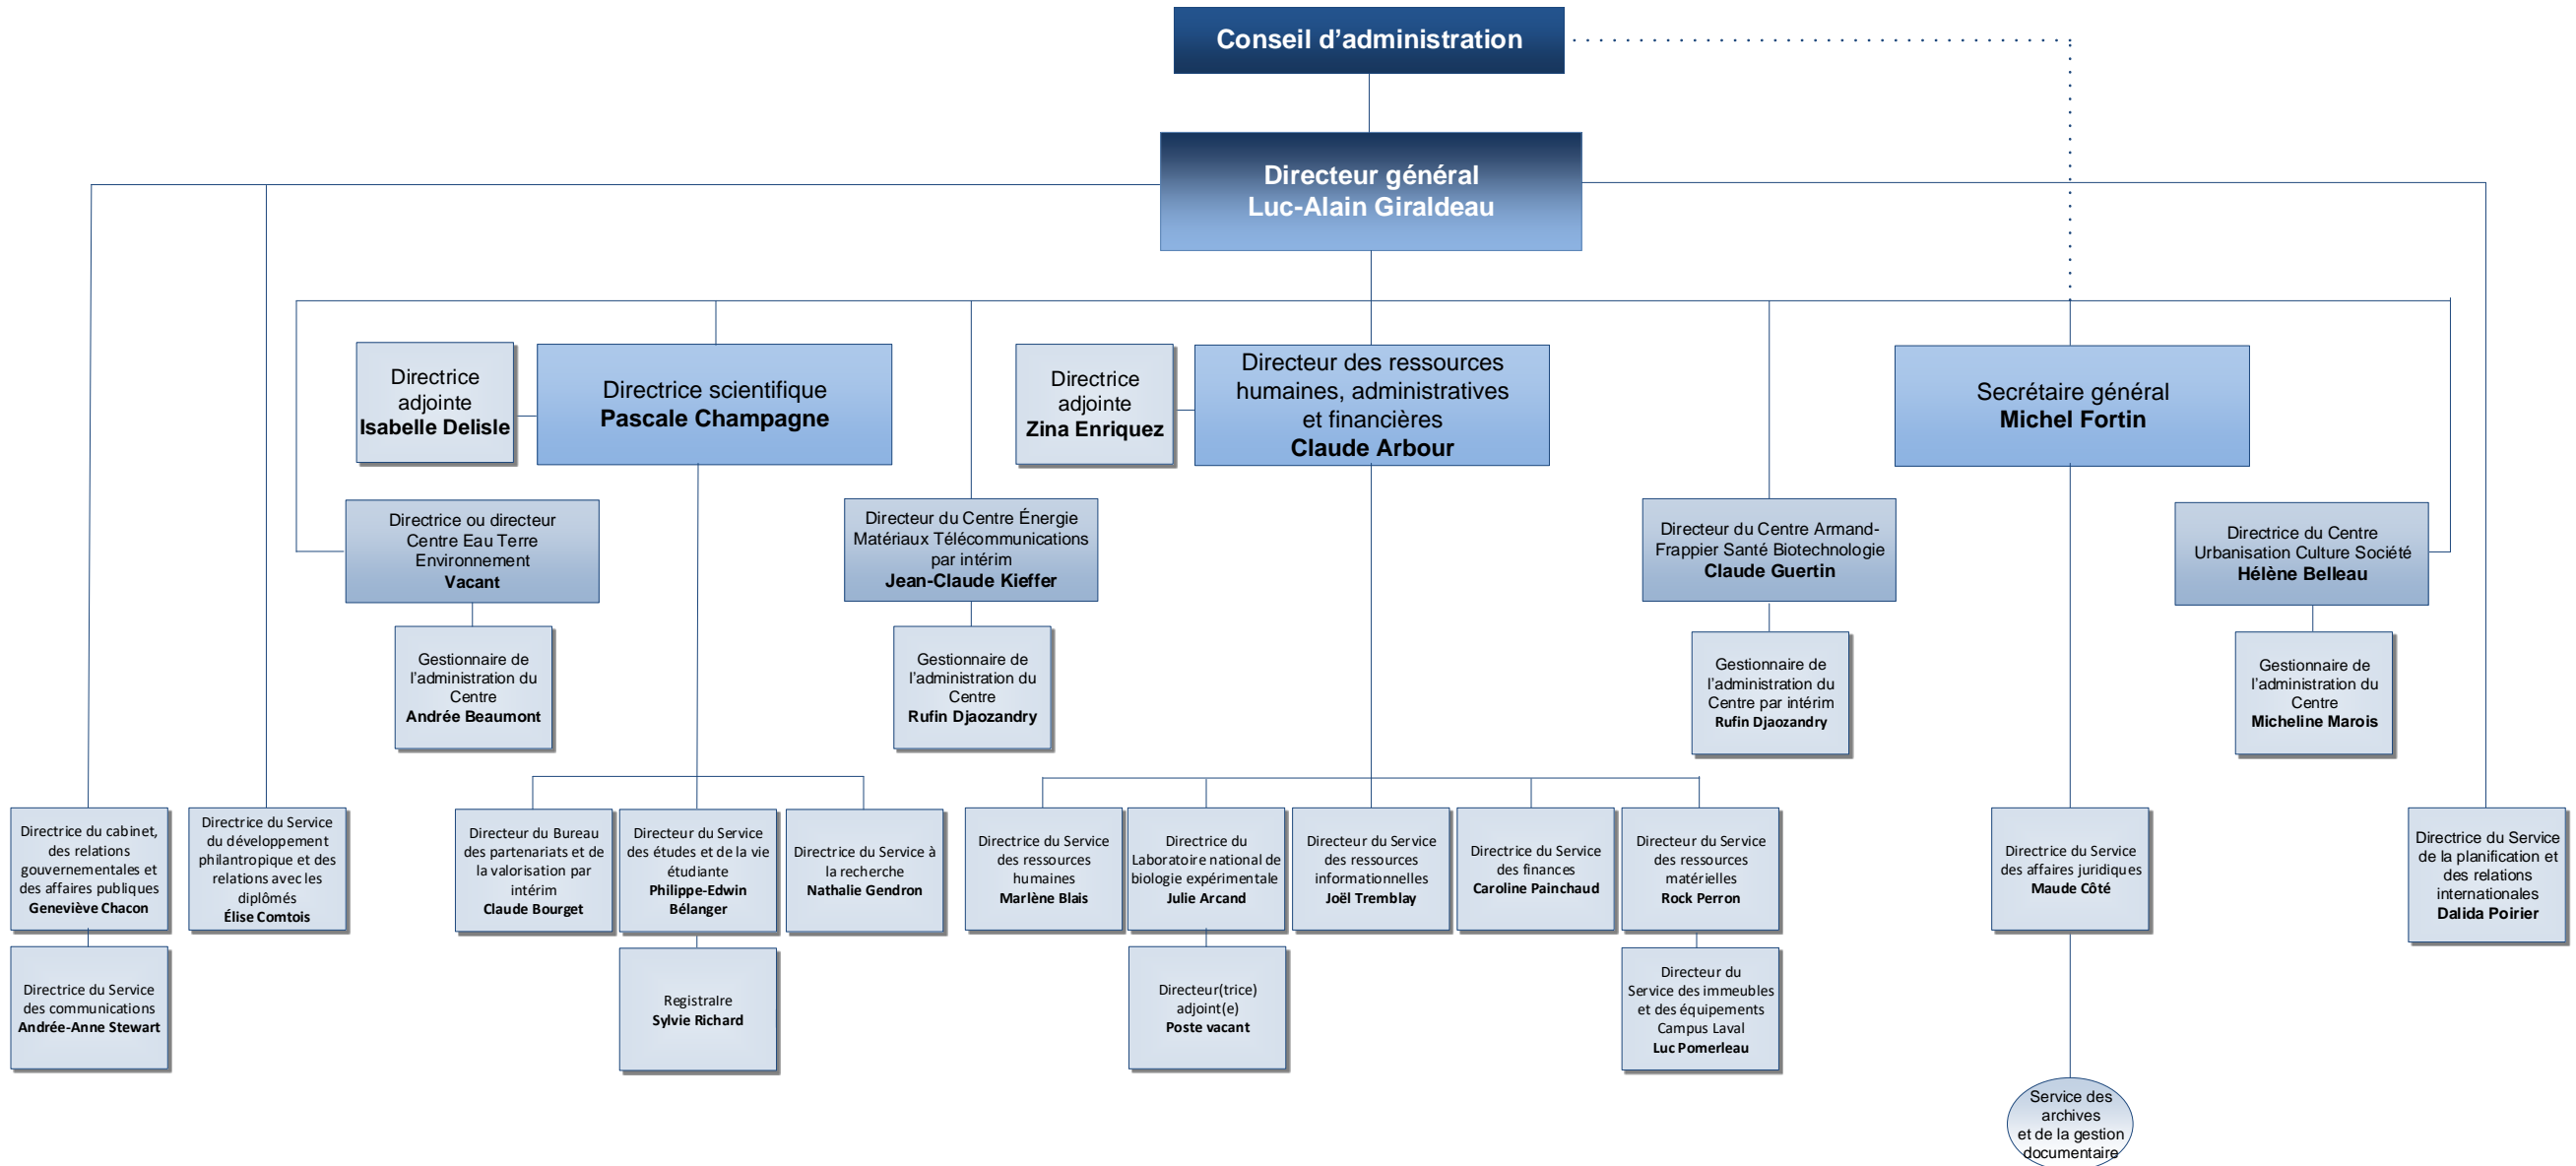 Conseil d’administration
Directeur général
Luc-Alain Giraldeau
Directrice
adjointe
Isabelle Delisle
Directrice scientifique
Pascale Champagne
Directrice
adjointe
Zina Enriquez
Directeur des ressources
humaines, administratives
et financières
Claude Arbour
Secrétaire général
Michel Fortin
Directrice ou directeur
Centre Eau Terre
Environnement
Vacant
Directeur du Centre Énergie
Matériaux Télécommunications
par intérim
Jean-Claude Kieffer
Directeur du Centre Armand-
Frappier Santé Biotechnologie
Claude Guertin
Directrice du Centre
Urbanisation Culture Société
Hélène Belleau
Gestionnaire de
l’administration du
Centre
Andrée Beaumont
Gestionnaire de
l’administration du
Centre
Rufin Djaozandry
Gestionnaire de
l’administration du
Centre par intérim
Rufin Djaozandry
Gestionnaire de
l’administration du
Centre
Micheline Marois
Directrice du cabinet,
des relations
gouvernementales et
des affaires publiques
Geneviève Chacon
Directrice du Service
du développement
philantropique et des
relations avec les
diplômés
Élise Comtois
Directeur du Bureau
des partenariats et de
la valorisation par
intérim
Claude Bourget
Directeur du Service
des études et de la vie
étudiante
Philippe-Edwin
Bélanger
Directrice du Service à
la recherche
Nathalie Gendron
Directrice du Service
des ressources
humaines
Marlène Blais
Directrice du
Laboratoire national de
biologie expérimentale
Julie Arcand
Directeur du Service
des ressources
informationnelles
Joël Tremblay
Directrice du Service
des finances
Caroline Painchaud
Directeur du Service
des ressources
matérielles
Rock Perron
Directrice du Service
des affaires juridiques
Maude Côté
Directrice du Service
de la planification et
des relations
internationales
Dalida Poirier
Directrice du Service
des communications
Andrée-Anne Stewart
RegistraIre
Sylvie Richard
Directeur(trice)
adjoint(e)
Poste vacant
Directeur du
Service des immeubles
et des équipements
Campus Laval
Luc Pomerleau
Service des
archives
et de la gestion
documentaire